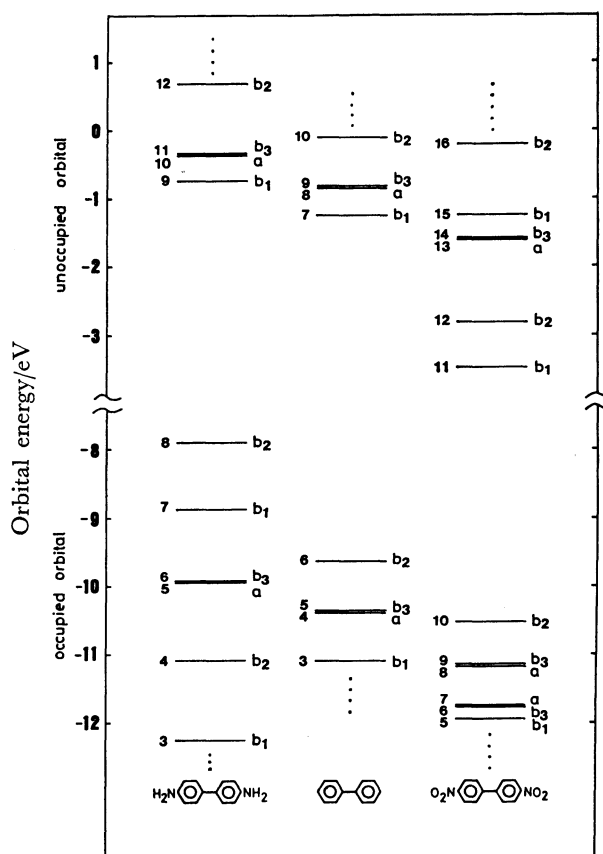 Orbital energy/eV
unoccupied orbital
occupied orbital
1
0
-1
-2
-3
-8
-9
-10
-11
-12
12 b2
11 b3
10 a
9 b1
8 b2
7 b1
6 b3
5 a
4 b2
3 b1
H2N NH2
10 b2
9 b3
8 a
7 b1
6 b2
5 b3
4 a
3 b1
16 b2
15 b1
14 b3
13 a
12 b2
11 b1
10 b2
9 b3
8 a
7 a
6 b3
5 b1
O2N NO2